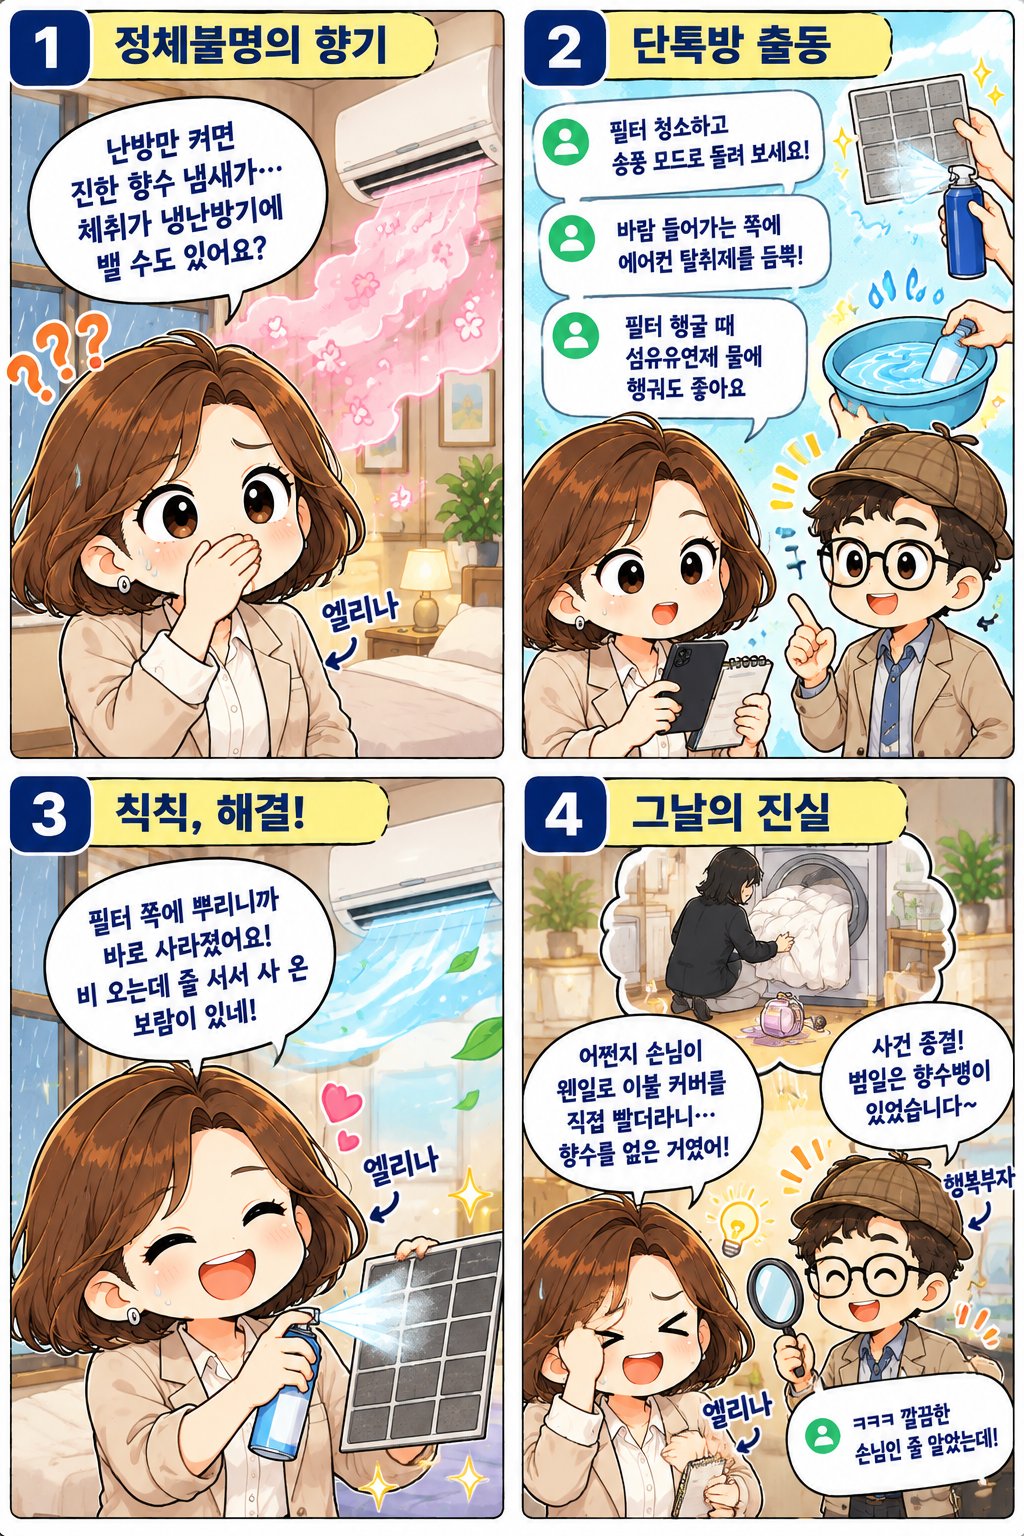 1 정체불명의 향기
난방만 켜면
진한 향수 냄새가…
체취가 냉난방기에
밸 수도 있어요?
???
엘리나
2 단톡방 출동
필터 청소하고
송풍 모드로 돌려 보세요!
바람 들어가는 쪽에
에어컨 탈취제를 듬뿍!
필터 헹굴 때
섬유유연제 물에
헹궈도 좋아요
3 칙칙, 해결!
필터 쪽에 뿌리니까
바로 사라졌어요!
비 오는데 줄 서서 사 온
보람이 있네!
엘리나
4 그날의 진실
어쩐지 손님이
웬일로 이불 커버를
직접 빨더라니…
향수를 엎은 거였어!
사건 종결!
범일은 향수병이
있었습니다~
행복부자
엘리나
ㅋㅋㅋ 깔끔한
손님인 줄 알았는데!